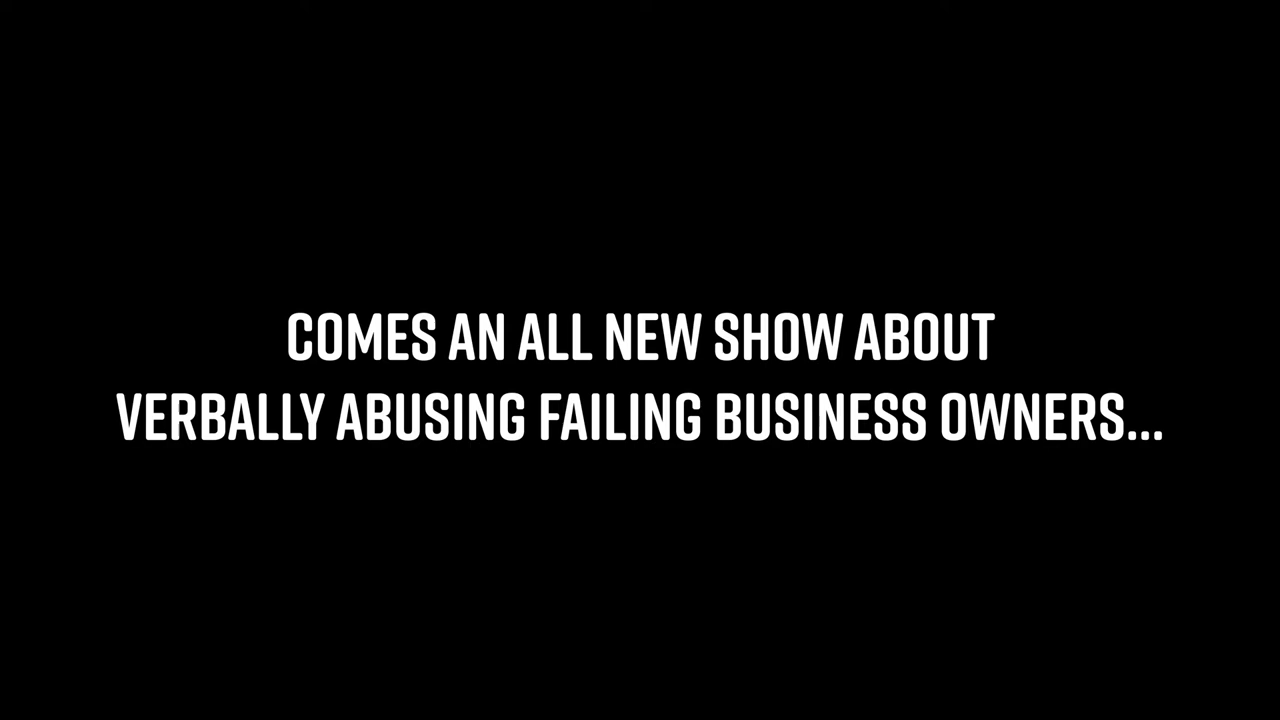 COMES AN ALL NEW SHOW ABOUT
VERBALLY ABUSING FAILING BUSINESS OWNERS...